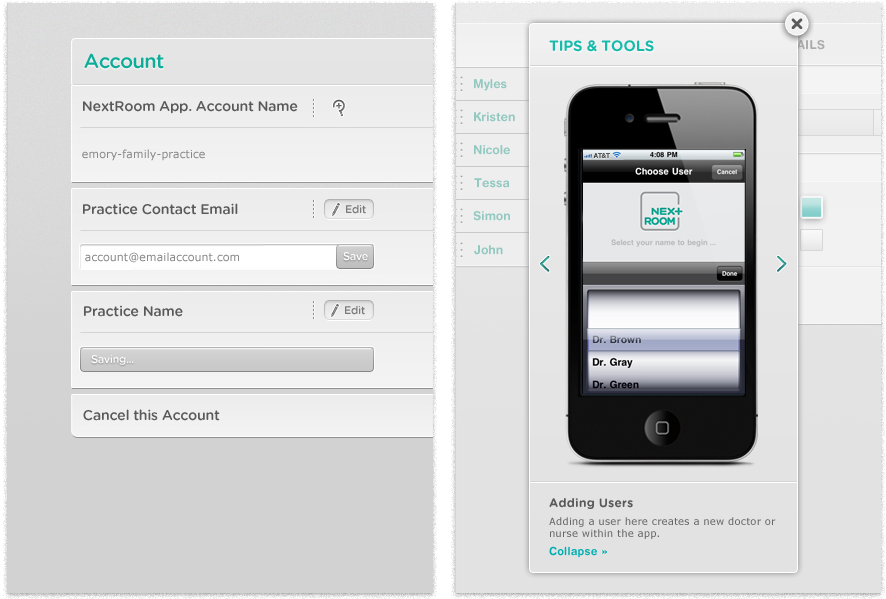 Account
NextRoom App. Account Name
emory-family-practice
Practice Contact Email
Edit
account@emailaccount.com
Save
Practice Name
Edit
Saving...
Cancel this Account
TIPS & TOOLS
AILS
Myles
Kristen
Nicole
Tessa
Simon
John
AT&T
4:08 PM
Choose User
Cancel
NEXT
ROOM
Select your name to begin ...
Done
Dr. Brown
Dr. Gray
Dr. Green
Adding Users
Adding a user here creates a new doctor or
nurse within the app.
Collapse »